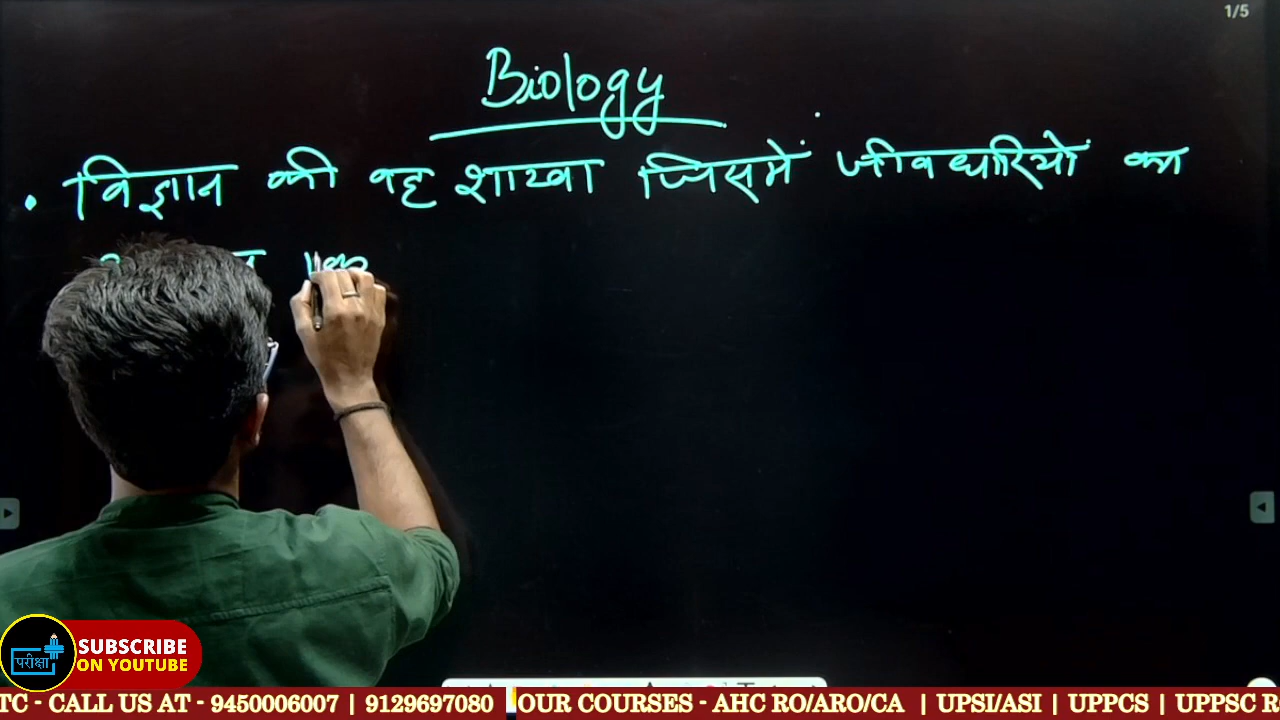 1/5
Biology
• विज्ञान की वह शाखा जिसमें जीवधारियों का
परीक्षा
SUBSCRIBE
ON YOUTUBE
TC - CALL US AT - 9450006007 | 9129697080 OUR COURSES - AHC RO/ARO/CA | UPSI/ASI | UPPCS | UPPSC R